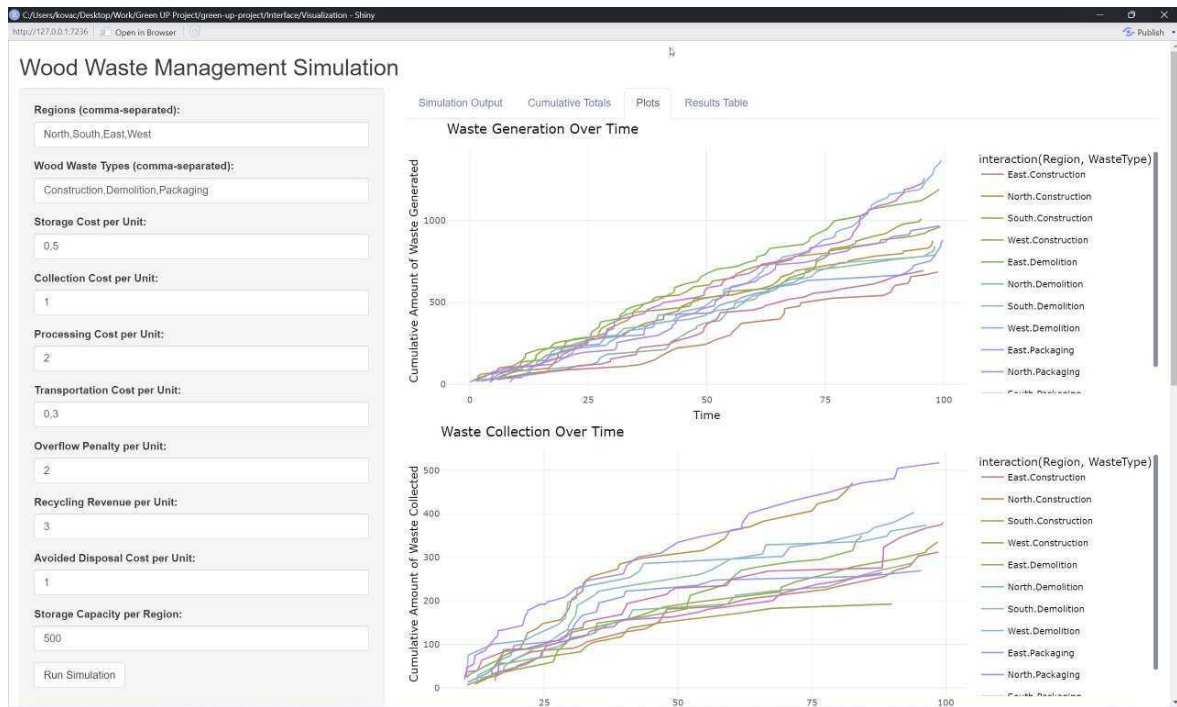 C:/Users/kovac/Desktop/Work/Green UP Project/green-up-project/Interface/Visualization - Shiny
http://127.0.0.1:7236 Open in Browser
Publish
Wood Waste Management Simulation
Regions (comma-separated):
North,South,East,West
Wood Waste Types (comma-separated):
Construction,Demolition,Packaging
Storage Cost per Unit:
0,5
Collection Cost per Unit:
1
Processing Cost per Unit:
2
Transportation Cost per Unit:
0,3
Overflow Penalty per Unit:
2
Recycling Revenue per Unit:
3
Avoided Disposal Cost per Unit:
1
Storage Capacity per Region:
500
Run Simulation
Simulation Output Cumulative Totals Plots Results Table
Waste Generation Over Time
Cumulative Amount of Waste Generated
1000
500
0
0 25 50 75 100
Time
interaction(Region, WasteType)
East.Construction
North.Construction
South.Construction
West.Construction
East.Demolition
North.Demolition
South.Demolition
West.Demolition
East.Packaging
North.Packaging
South.Packaging
Waste Collection Over Time
Cumulative Amount of Waste Collected
500
400
300
200
100
0
25 50 75 100
interaction(Region, WasteType)
East.Construction
North.Construction
South.Construction
West.Construction
East.Demolition
North.Demolition
South.Demolition
West.Demolition
East.Packaging
North.Packaging
South.Packaging